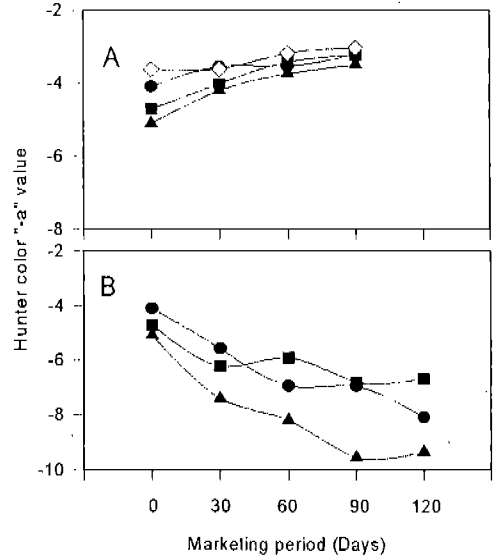 -2
A
-4
-6
-8
Hunter color "-a" value
-2
B
-4
-6
-8
-10
0 30 60 90 120
Marketing period (Days)